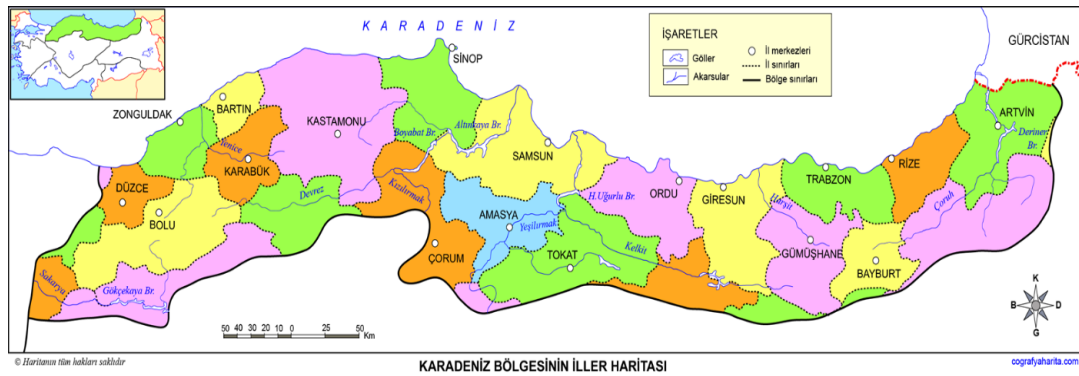 KARADENİZ
SİNOP
ZONGULDAK
BARTIN
KASTAMONU
Boyabat Br.
Altınkaya Br.
SAMSUN
Yenice
KARABÜK
DÜZCE
BOLU
Devrez
Kızılırmak
AMASYA
Yeşilırmak
H.Uğurlu Br.
ORDU
GİRESUN
TRABZON
RİZE
ARTVİN
Deriner
Br.
GÜRCİSTAN
Harşit
GÜMÜŞHANE
BAYBURT
Çoruh
Kelkit
TOKAT
ÇORUM
Sakarya
Gökçekaya Br.
İŞARETLER
Göller
Akarsular
İl merkezleri
İl sınırları
Bölge sınırları
50 40 30 20 10 0 25 50
Km
K
B D
G
© Haritanın tüm hakları saklıdır
KARADENİZ BÖLGESİNİN İLLER HARİTASI
cografyaharita.com